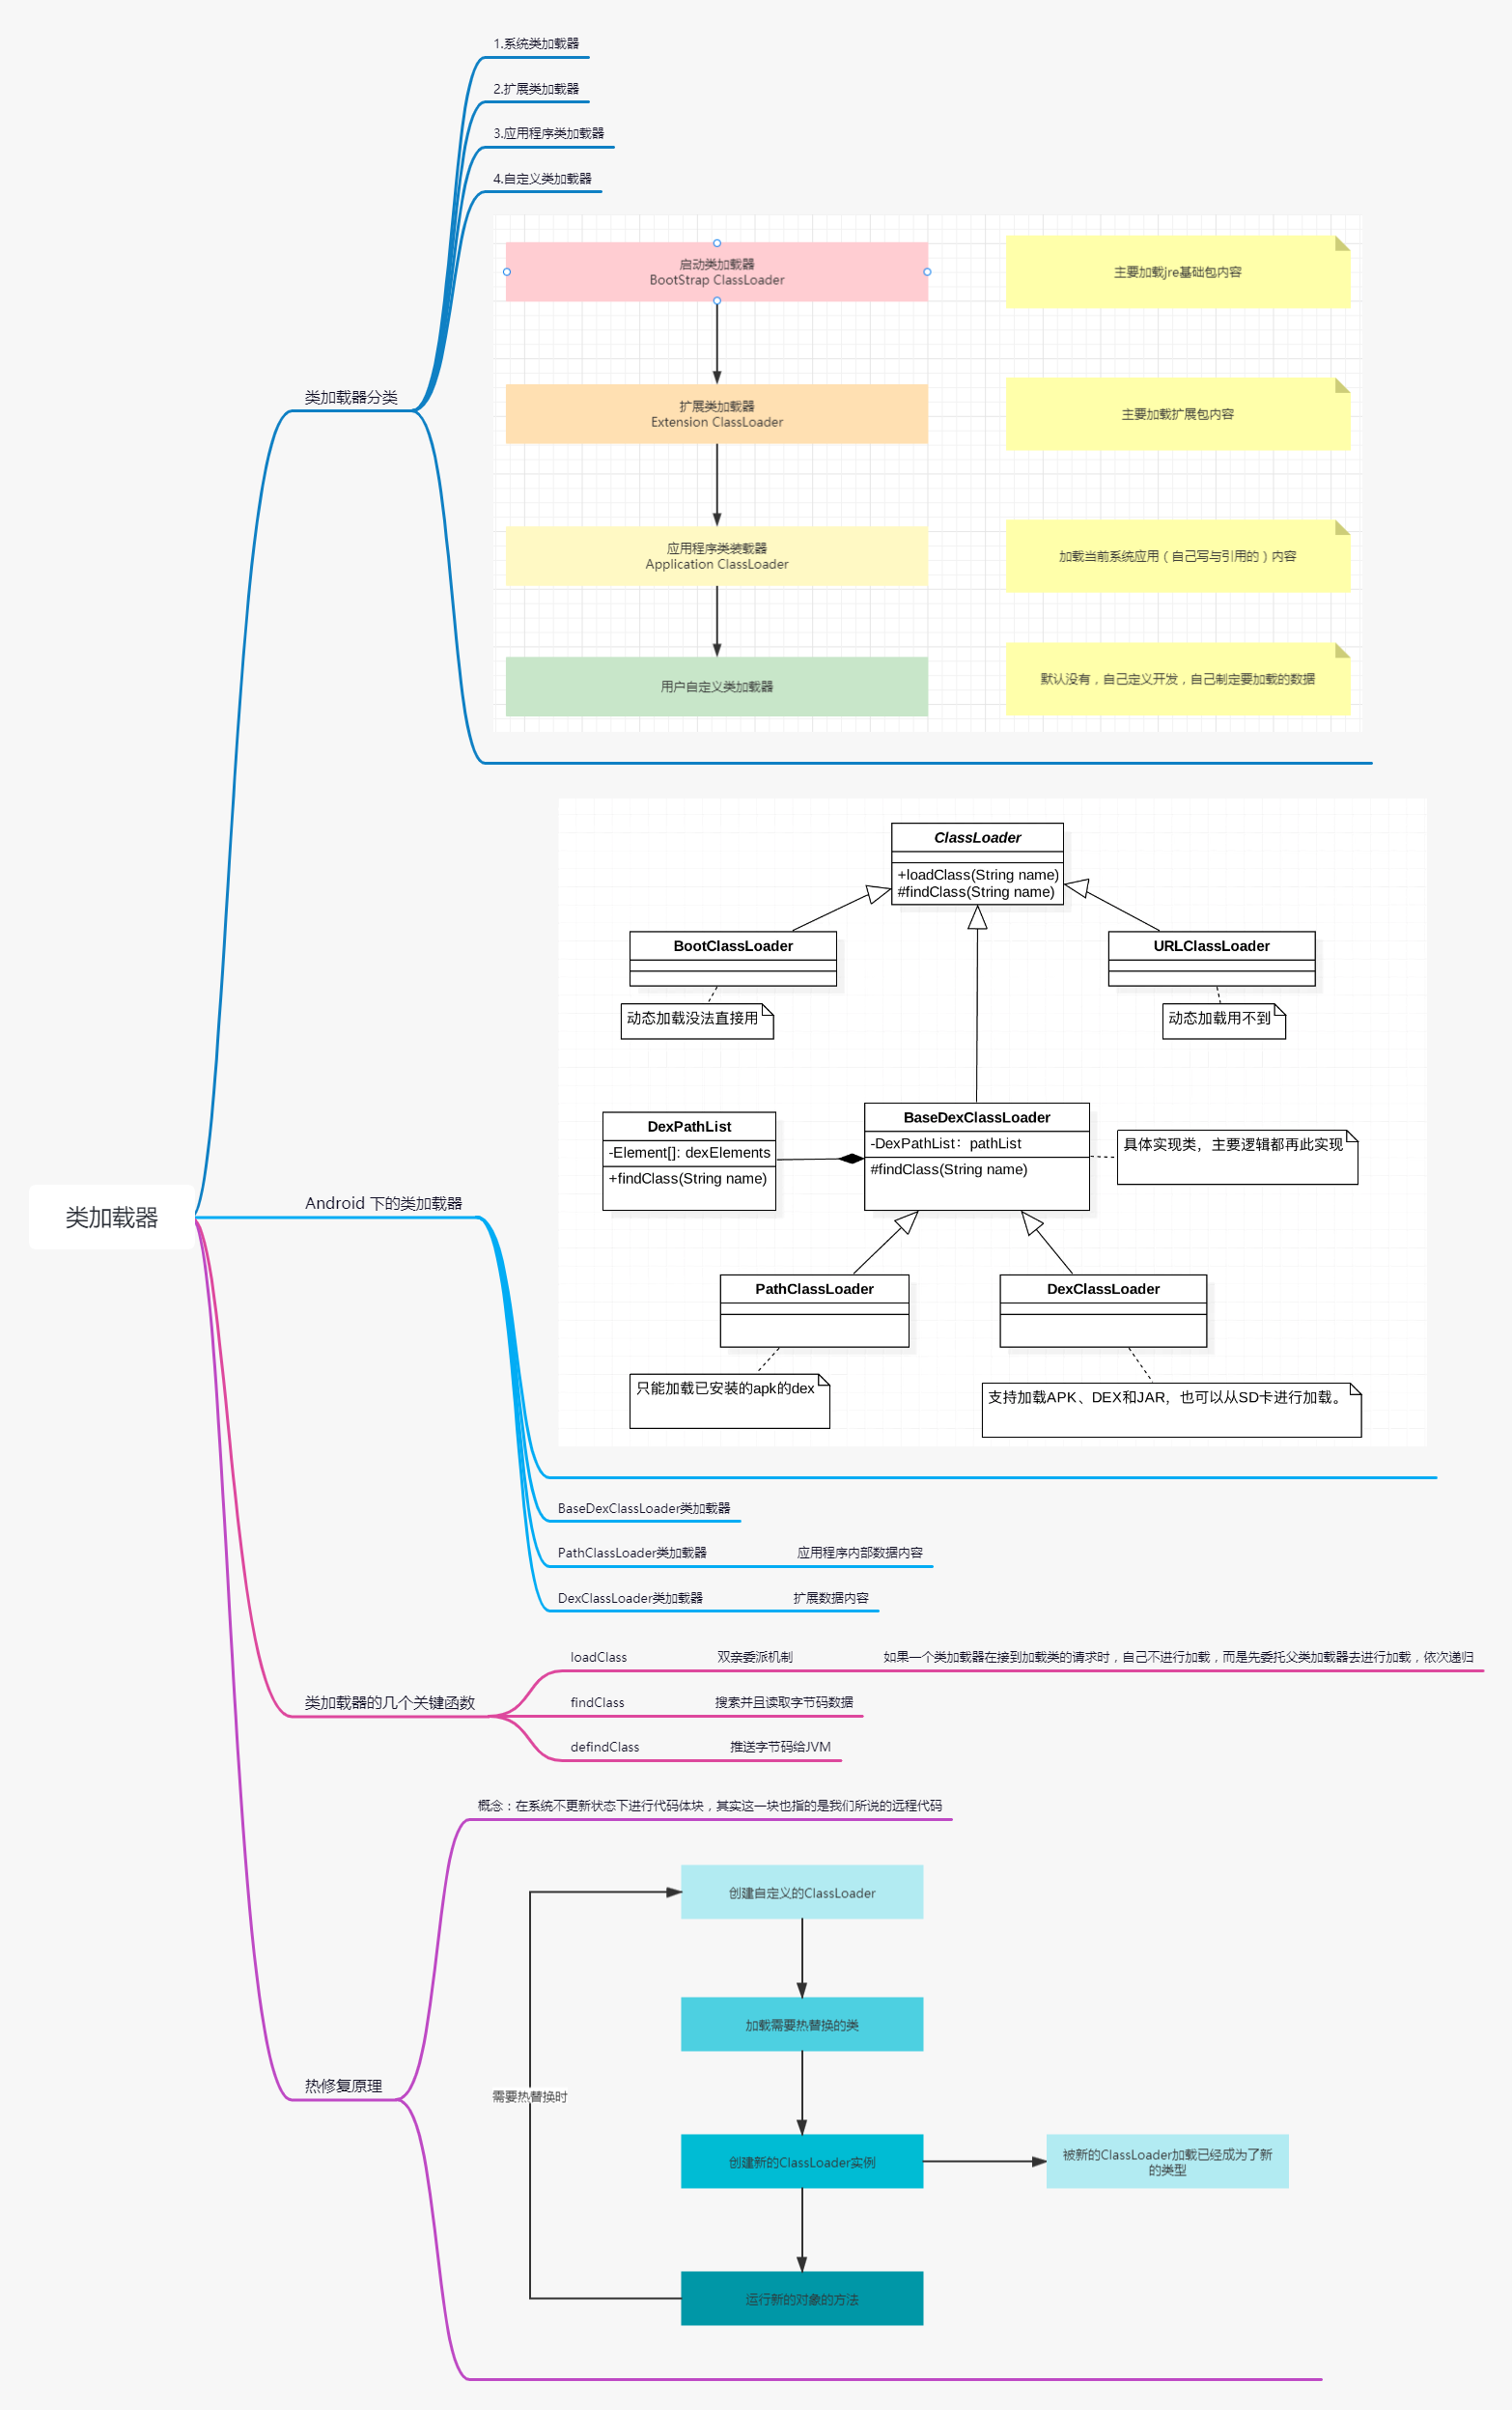 类加载器
类加载器分类
1.系统类加载器
2.扩展类加载器
3.应用程序类加载器
4.自定义类加载器
启动类加载器
BootStrap ClassLoader
主要加载jre基础包内容
扩展类加载器
Extension ClassLoader
主要加载扩展包内容
应用程序类装载器
Application ClassLoader
加载当前系统应用（自己写与引用的）内容
用户自定义类加载器
默认没有，自己定义开发，自己制定要加载的数据
Android 下的类加载器
ClassLoader
+loadClass(String name)
#findClass(String name)
BootClassLoader
URLClassLoader
动态加载没法直接用
动态加载用不到
DexPathList
-Element[]: dexElements
+findClass(String name)
BaseDexClassLoader
-DexPathList：pathList
#findClass(String name)
具体实现类，主要逻辑都再此实现
PathClassLoader
DexClassLoader
只能加载已安装的apk的dex
支持加载APK、DEX和JAR，也可以从SD卡进行加载。
BaseDexClassLoader类加载器
PathClassLoader类加载器 应用程序内部数据内容
DexClassLoader类加载器 扩展数据内容
类加载器的几个关键函数
loadClass 双亲委派机制 如果一个类加载器在接到加载类的请求时，自己不进行加载，而是先委托父类加载器去进行加载，依次递归
findClass 搜索并且读取字节码数据
defindClass 推送字节码给JVM
热修复原理
概念：在系统不更新状态下进行代码体块，其实这一块也指的是我们所说的远程代码
创建自定义的ClassLoader
加载需要热替换的类
需要热替换时
创建新的ClassLoader实例
被新的ClassLoader加载已经成为了新
的类型
运行新的对象的方法